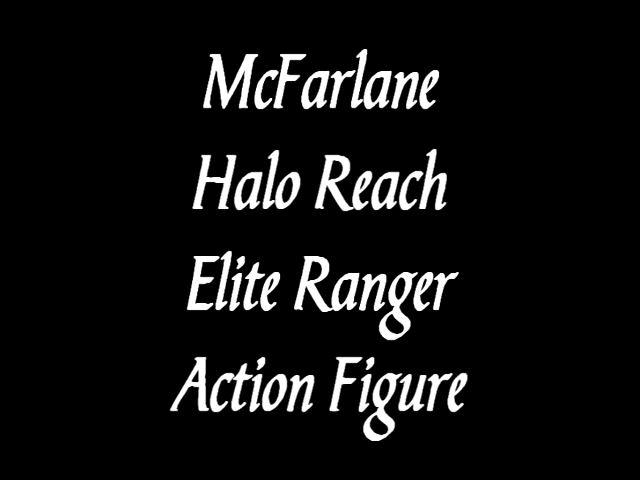 McFarlane
Halo Reach
Elite Ranger
Action Figure